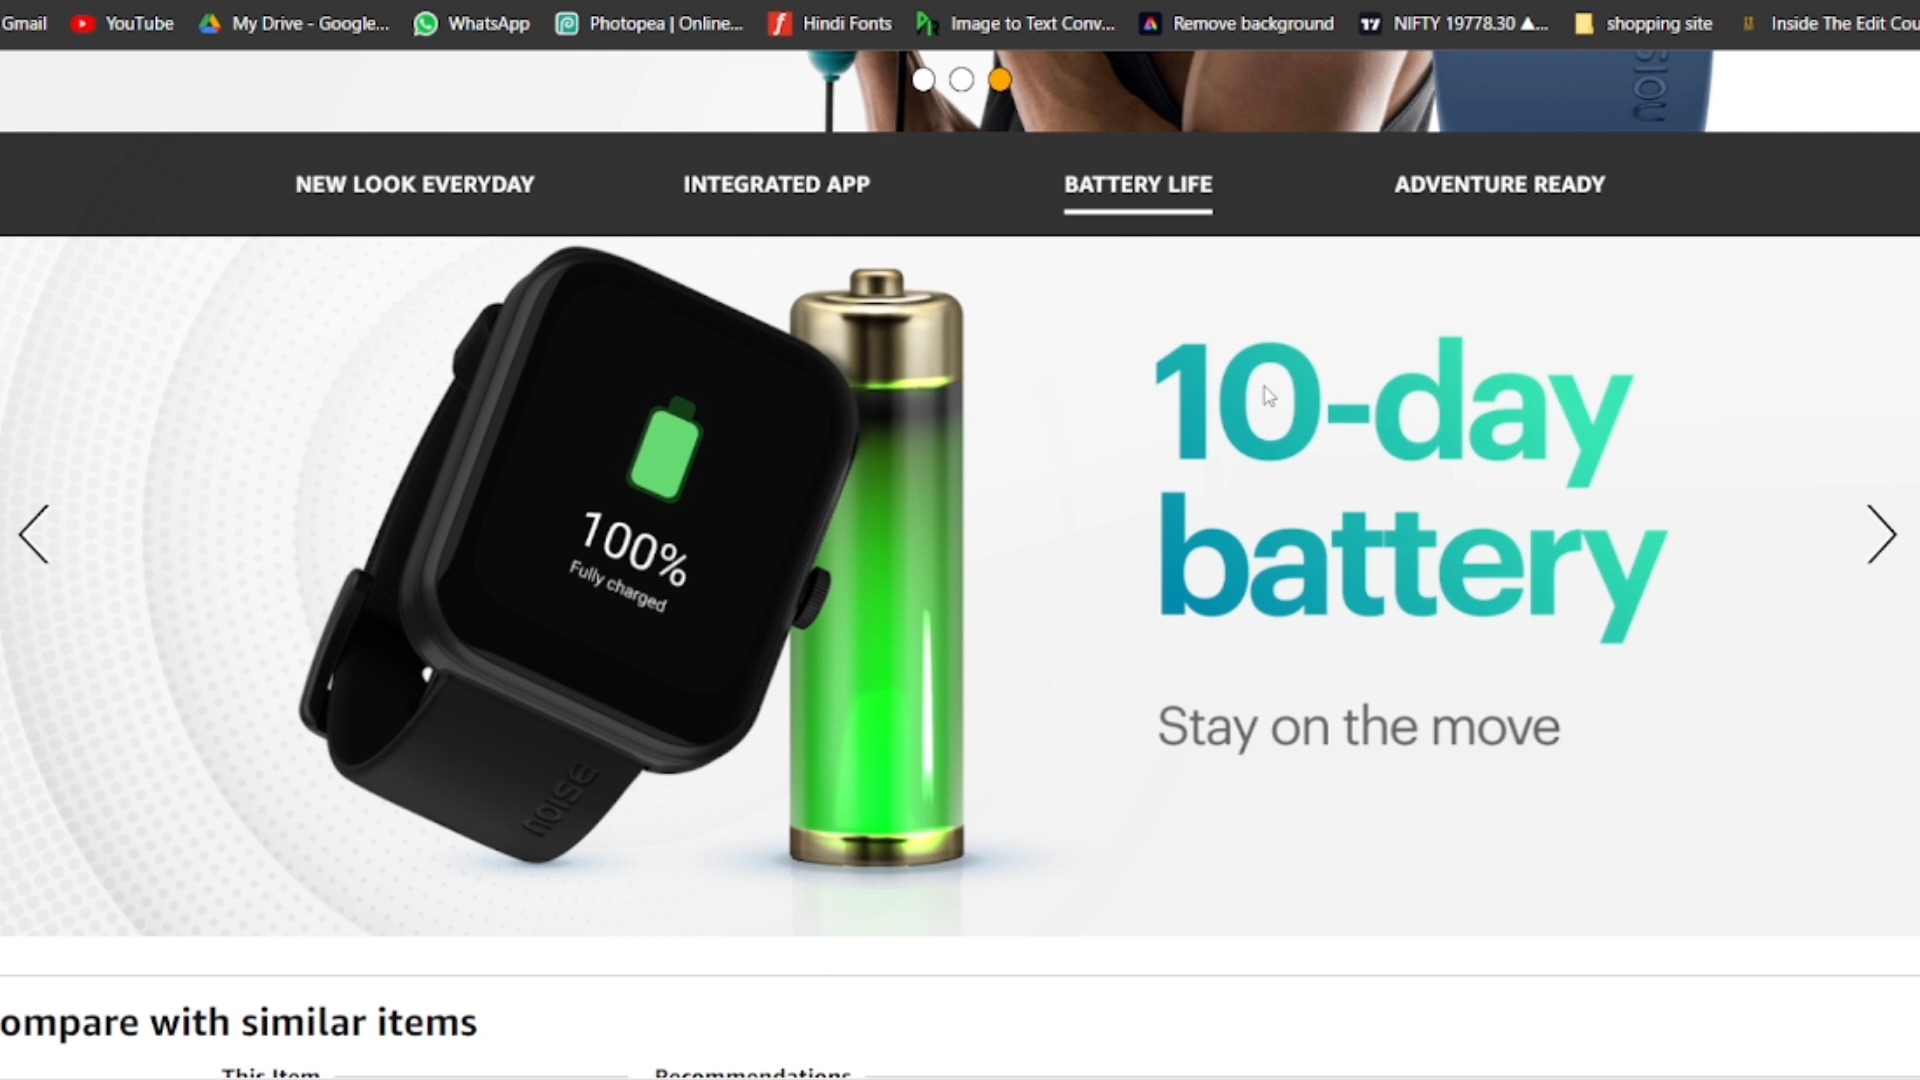 Gmail YouTube My Drive - Google... WhatsApp Photopea | Online... Hindi Fonts Image to Text Conv... Remove background NIFTY 19778.30 ▲... shopping site Inside The Edit Cou
NOISE
NEW LOOK EVERYDAY INTEGRATED APP BATTERY LIFE ADVENTURE READY
10-day
battery
100%
Fully charged
Stay on the move
NOISE
ompare with similar items
This Item Recommendations